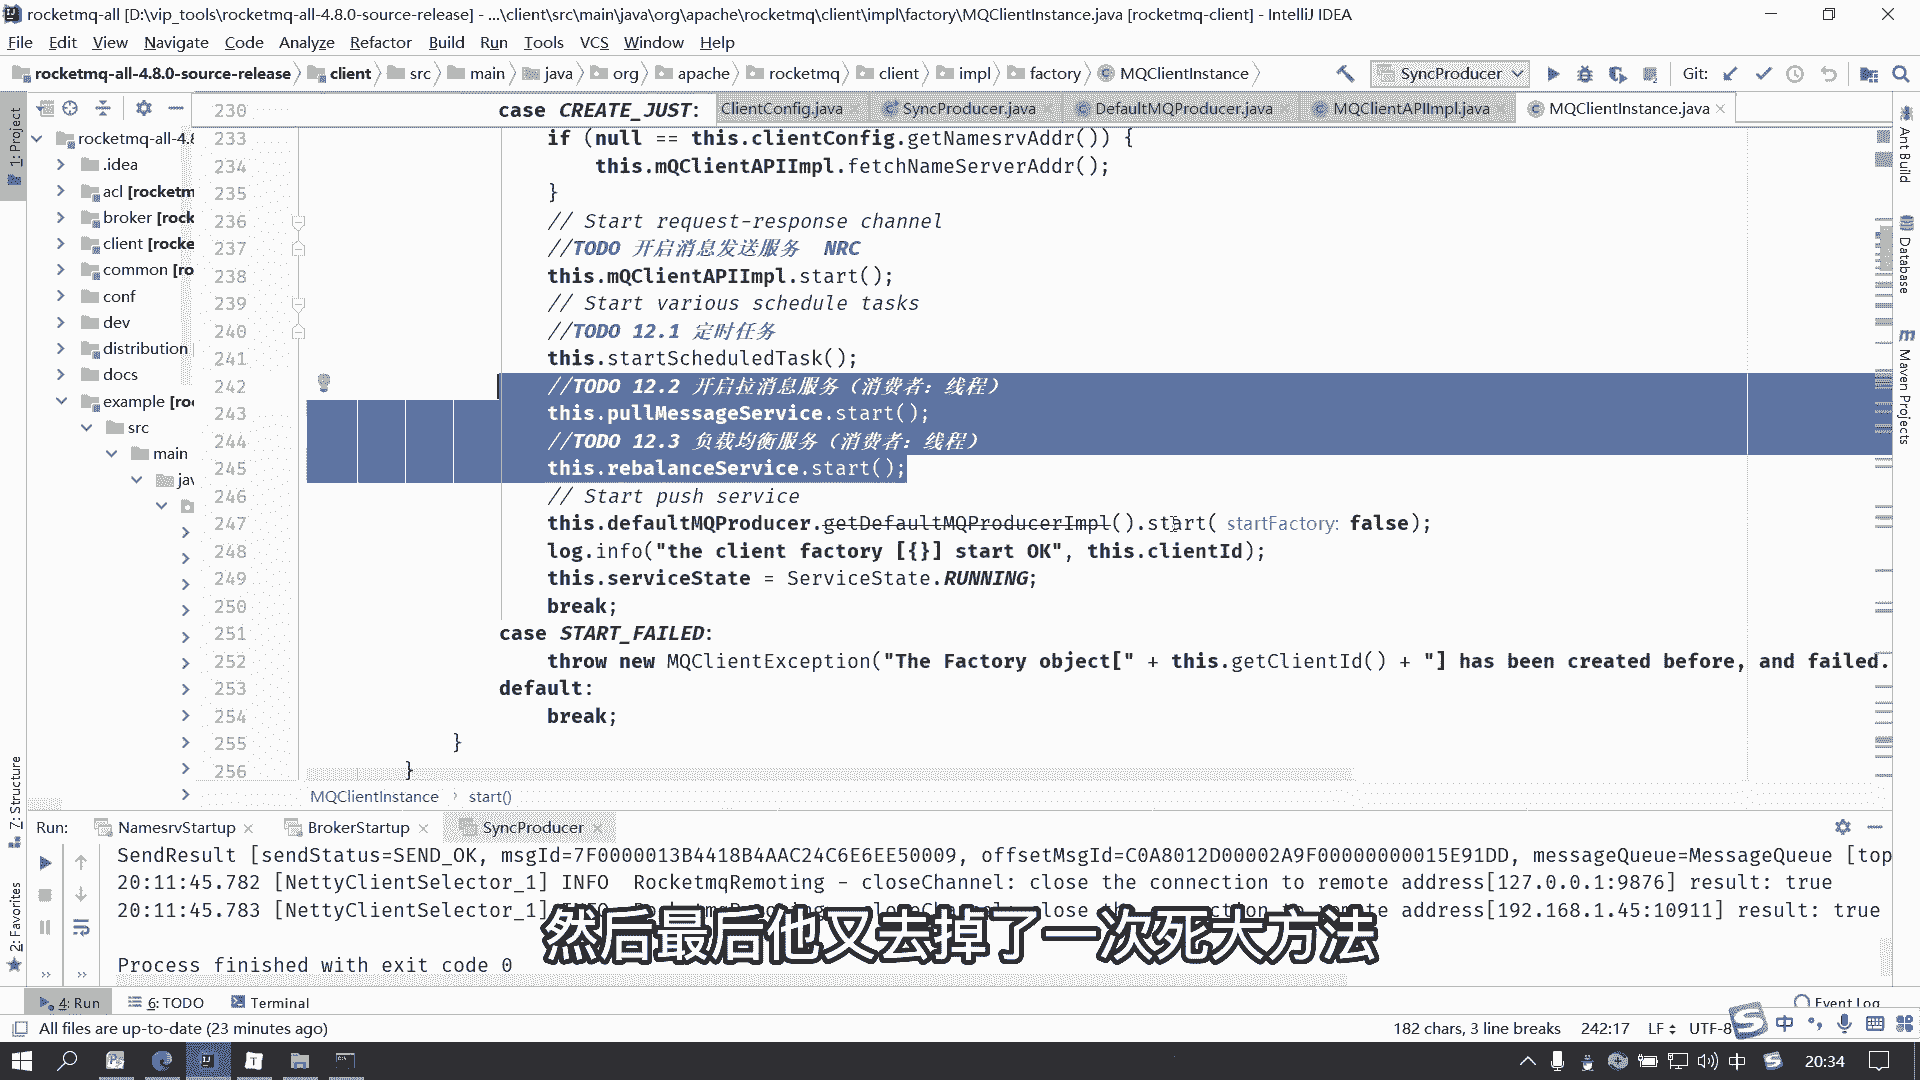 rocketmq-all [D:\vip_tools\rocketmq-all-4.8.0-source-release] - ...\client\src\main\java\org\apache\rocketmq\client\impl\factory\MQClientInstance.java [rocketmq-client] - IntelliJ IDEA
File Edit View Navigate Code Analyze Refactor Build Run Tools VCS Window Help
rocketmq-all-4.8.0-source-release client src main java org apache rocketmq client impl factory MQClientInstance SyncProducer Git:
ClientConfig.java SyncProducer.java DefaultMQProducer.java MQClientAPIImpl.java MQClientInstance.java
1: Project
7: Structure
2: Favorites
rocketmq-all-4.8
.idea
acl [rocketm
broker [rock
client [rocke
common [ro
conf
dev
distribution
docs
example [roc
src
main
jav
230 case CREATE_JUST:
233 if (null == this.clientConfig.getNamesrvAddr()) {
234 this.mQClientAPIImpl.fetchNameServerAddr();
235 }
236 // Start request-response channel
237 //TODO 开启消息发送服务 NRC
238 this.mQClientAPIImpl.start();
239 // Start various schedule tasks
240 //TODO 12.1 定时任务
241 this.startScheduledTask();
242 //TODO 12.2 开启拉消息服务（消费者：线程）
243 this.pullMessageService.start();
244 //TODO 12.3 负载均衡服务（消费者：线程）
245 this.rebalanceService.start();
246 // Start push service
247 this.defaultMQProducer.getDefaultMQProducerImpl().start( startFactory: false);
248 log.info("the client factory [{}] start OK", this.clientId);
249 this.serviceState = ServiceState.RUNNING;
250 break;
251 case START_FAILED:
252 throw new MQClientException("The Factory object[" + this.getClientId() + "] has been created before, and failed.
253 default:
254 break;
255 }
256 }
MQClientInstance start()
Ant Build
Database
Maven Projects
Run: NamesrvStartup BrokerStartup SyncProducer
SendResult [sendStatus=SEND_OK, msgId=7F0000013B4418B4AAC24C6E6EE50009, offsetMsgId=C0A8012D00002A9F00000000015E91DD, messageQueue=MessageQueue [top
20:11:45.782 [NettyClientSelector_1] INFO RocketmqRemoting - closeChannel: close the connection to remote address[127.0.0.1:9876] result: true
20:11:45.783 [NettyClientSelector_1] INFO RocketmqRemoting - closeChannel: close the connection to remote address[192.168.1.45:10911] result: true
然后最后他又去掉了一次死大方法
Process finished with exit code 0
4: Run 6: TODO Terminal Event Log
All files are up-to-date (23 minutes ago) 182 chars, 3 line breaks 242:17 LF UTF-8
中
中 20:34